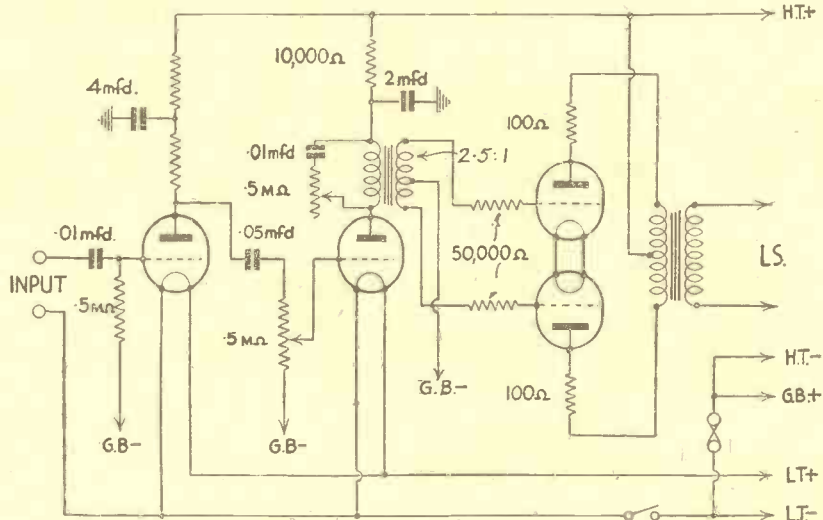 H.T.+
10,000Ω
4mfd.
2mfd
100Ω
.01mfd
2.5:1
.5MΩ
.01mfd.
.05mfd
INPUT
50,000Ω
LS.
.5MΩ
.5MΩ
H.T.-
G.B.-
100Ω
G.B.+
G.B-
G.B-
LT+
L.T.-